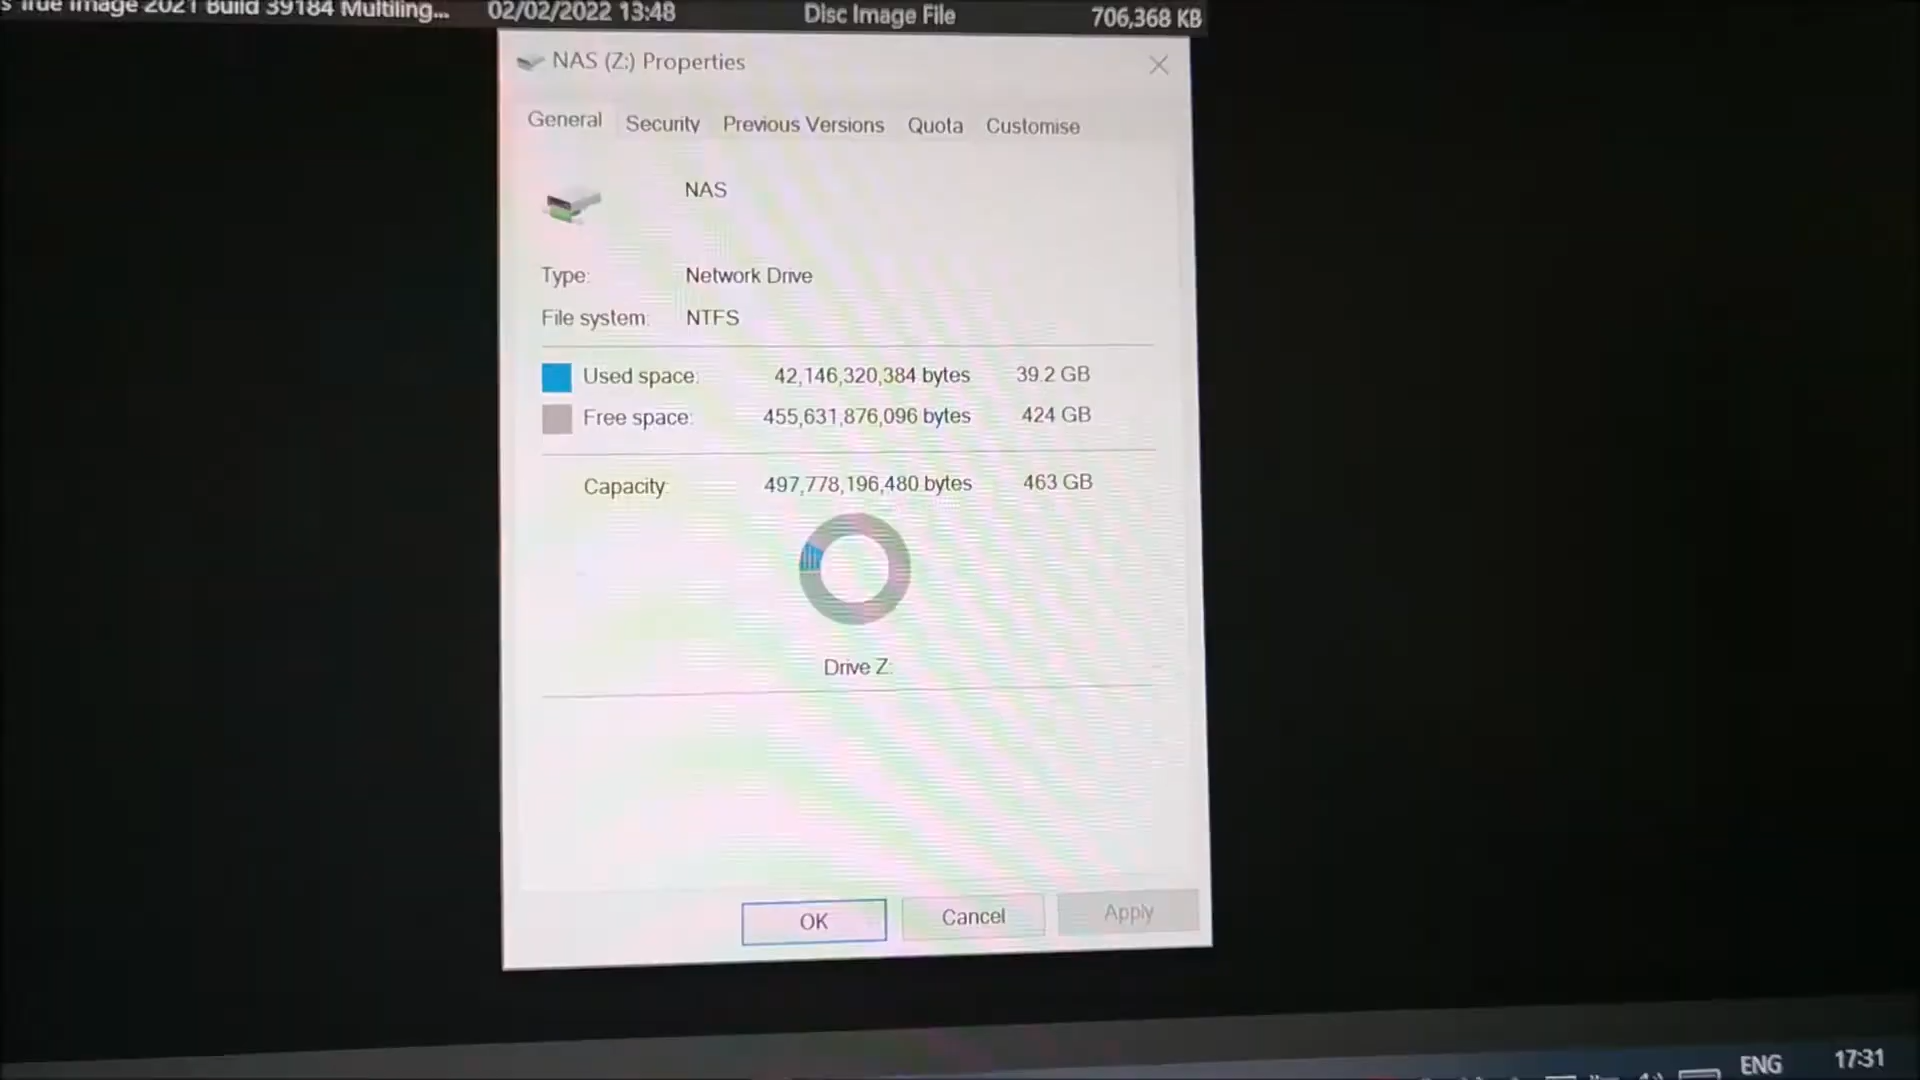 s True Image 2021 Build 39184 Multiling... 02/02/2022 13:48 Disc Image File 706,368 KB
NAS (Z:) Properties
General Security Previous Versions Quota Customise
NAS
Type: Network Drive
File system: NTFS
Used space: 42,146,320,384 bytes 39.2 GB
Free space: 455,631,876,096 bytes 424 GB
Capacity: 497,778,196,480 bytes 463 GB
Drive Z:
OK Cancel Apply
ENG 17:31